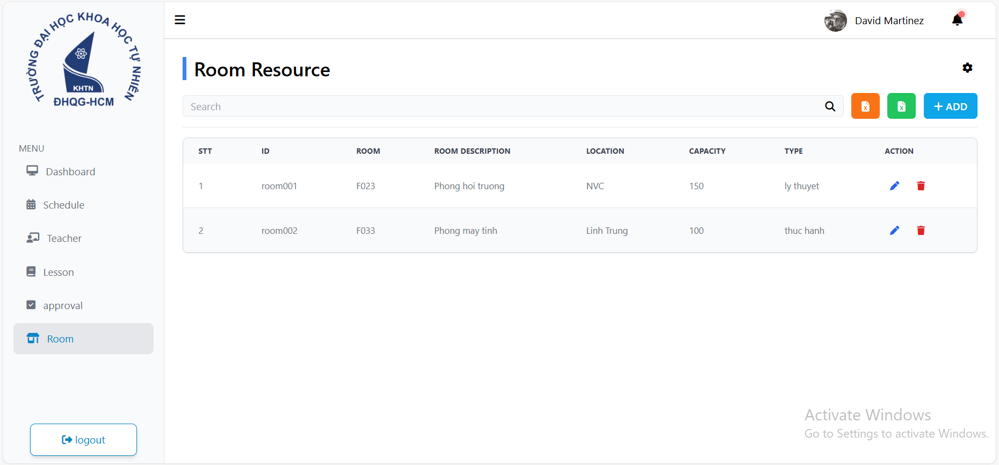 TRƯỜNG ĐẠI HỌC KHOA HỌC TỰ NHIÊN
KHTN
ĐHQG-HCM
David Martinez
Room Resource
Search
ADD
MENU
Dashboard
Schedule
Teacher
Lesson
approval
Room
logout
STT ID ROOM ROOM DESCRIPTION LOCATION CAPACITY TYPE ACTION
1 room001 F023 Phong hoi truong NVC 150 ly thuyet
2 room002 F033 Phong may tinh Linh Trung 100 thuc hanh
Activate Windows
Go to Settings to activate Windows.